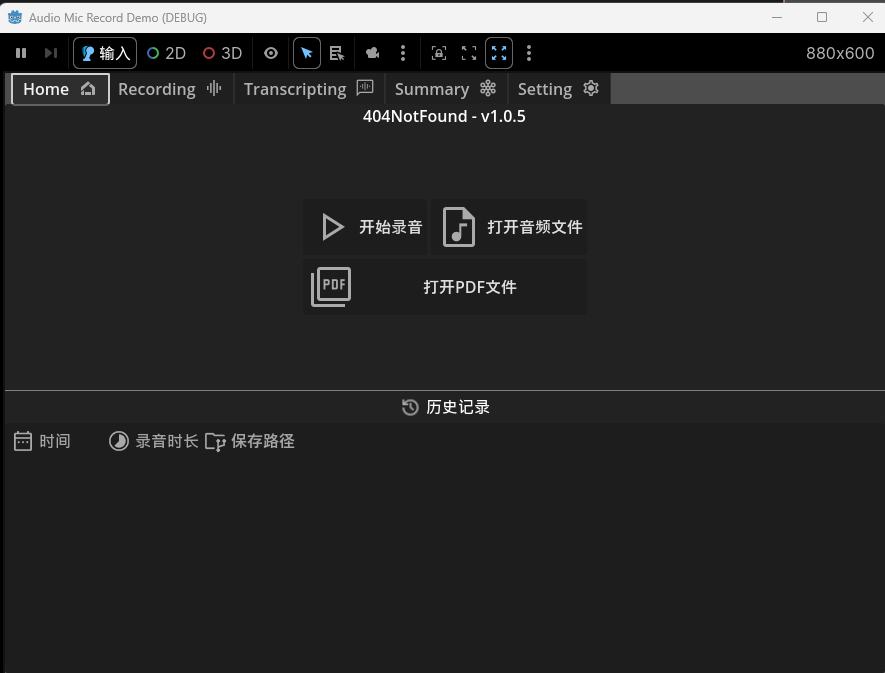 Audio Mic Record Demo (DEBUG)
输入 2D 3D 880x600
Home Recording Transcripting Summary Setting
404NotFound - v1.0.5
开始录音 打开音频文件
PDF 打开PDF文件
历史记录
时间 录音时长 保存路径